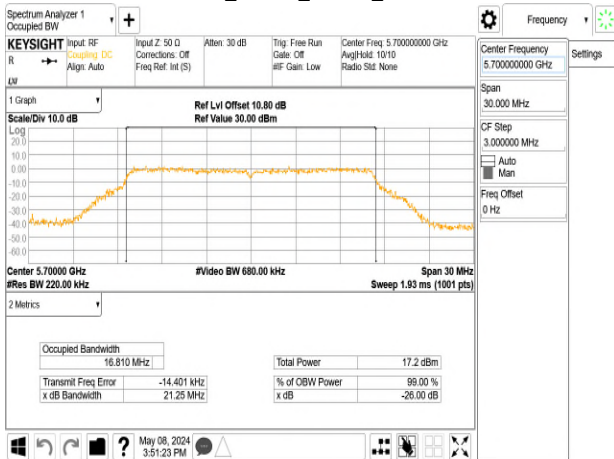 Spectrum Analyzer 1
Occupied BW
Frequency
KEYSIGHT
R
Input: RF
Coupling: DC
Align: Auto
Input Z: 50 Ω
Corrections: Off
Freq Ref: Int (S)
Atten: 30 dB
Trig: Free Run
Gate: Off
#IF Gain: Low
Center Freq: 5.700000000 GHz
Avg|Hold: 10/10
Radio Std: None
Center Frequency
5.700000000 GHz
Settings
Span
30.000 MHz
CF Step
3.000000 MHz
Auto
Man
Freq Offset
0 Hz
1 Graph
Scale/Div 10.0 dB
Ref Lvl Offset 10.80 dB
Ref Value 30.00 dBm
Log
20.0
10.0
0.00
-10.0
-20.0
-30.0
-40.0
-50.0
-60.0
Center 5.70000 GHz
#Video BW 680.00 kHz
Span 30 MHz
#Res BW 220.00 kHz
Sweep 1.93 ms (1001 pts)
2 Metrics
Occupied Bandwidth
16.810 MHz
Total Power 17.2 dBm
Transmit Freq Error -14.401 kHz
% of OBW Power 99.00 %
x dB Bandwidth 21.25 MHz
x dB -26.00 dB
?
May 08, 2024
3:51:23 PM